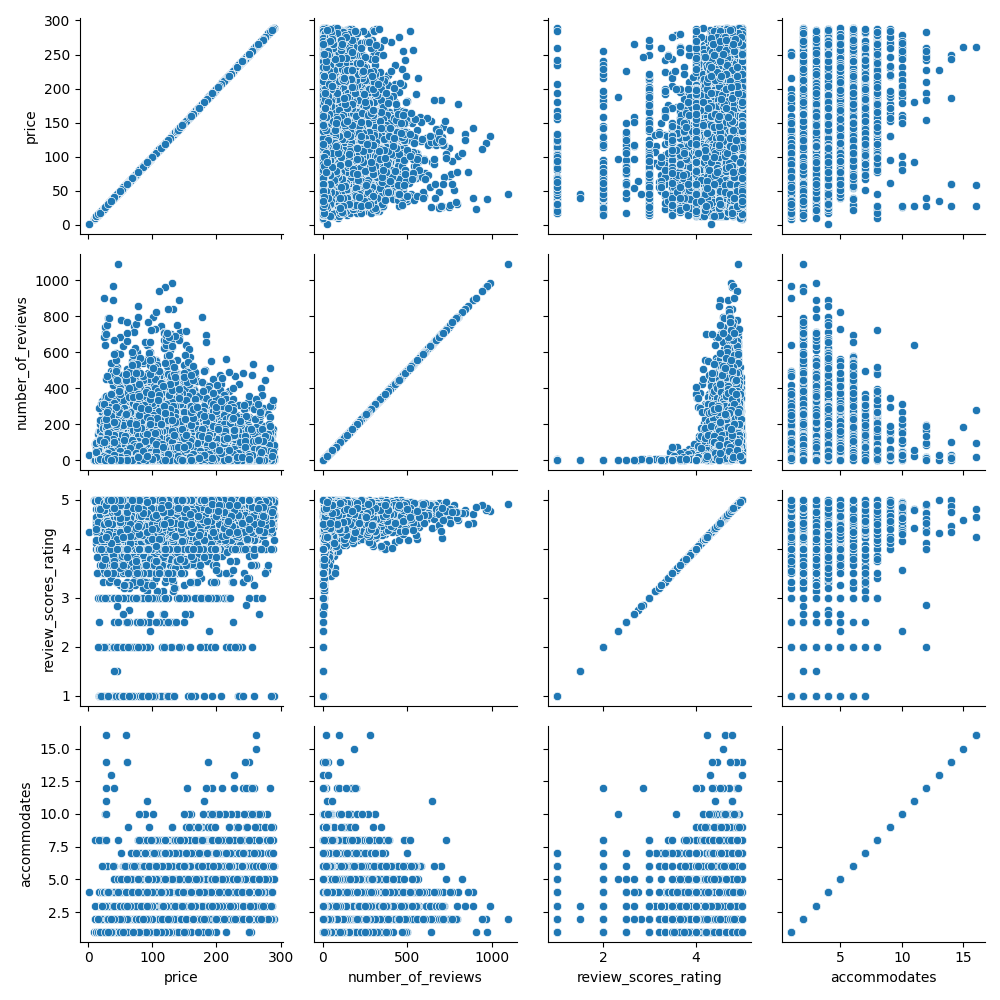 300
250
200
150
100
50
0
price
1000
800
600
400
200
0
number_of_reviews
5
4
3
2
1
review_scores_rating
15.0
12.5
10.0
7.5
5.0
2.5
accommodates
0 100 200 300
price
0 500 1000
number_of_reviews
2 4
review_scores_rating
5 10 15
accommodates